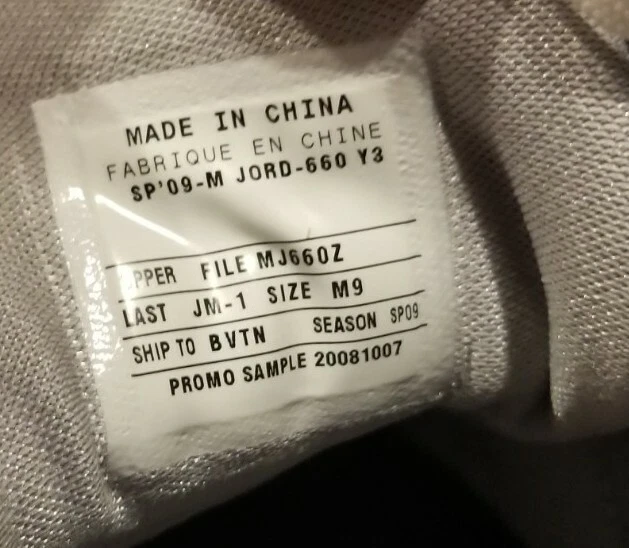 MADE IN CHINA
FABRIQUE EN CHINE
SP'09-M JORD-660 Y3
PPER FILE MJ660Z
LAST JM-1 SIZE M9
SHIP TO BVTN SEASON SP09
PROMO SAMPLE 20081007